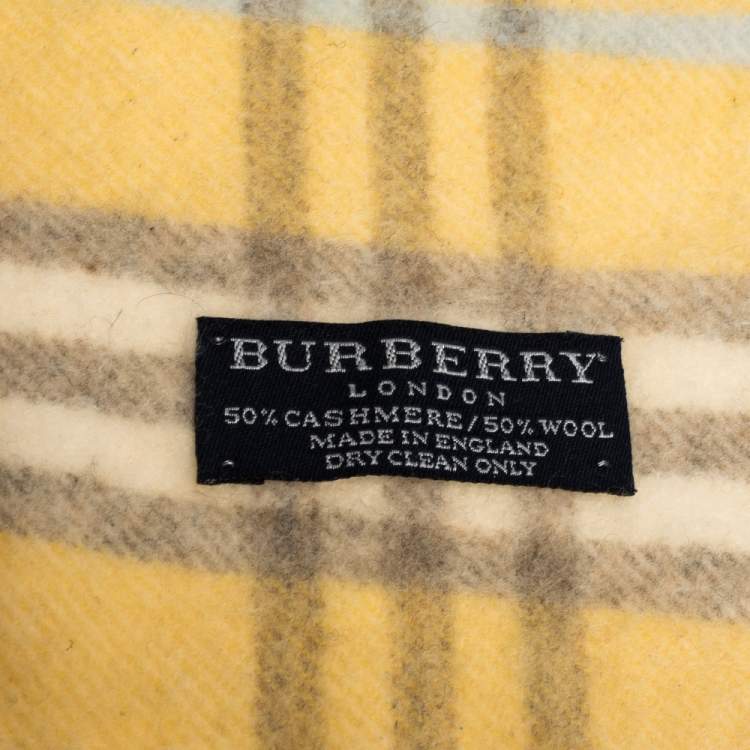 BURBERRY
LONDON
50% CASHMERE/50% WOOL
MADE IN ENGLAND
DRY CLEAN ONLY